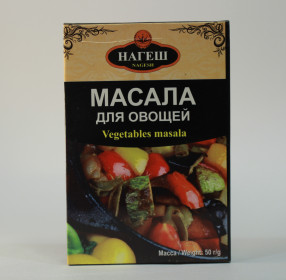 НАГЕШ
NAGESH
МАСАЛА
ДЛЯ ОВОЩЕЙ
Vegetables masala
Масса / Weight: 50 г/g